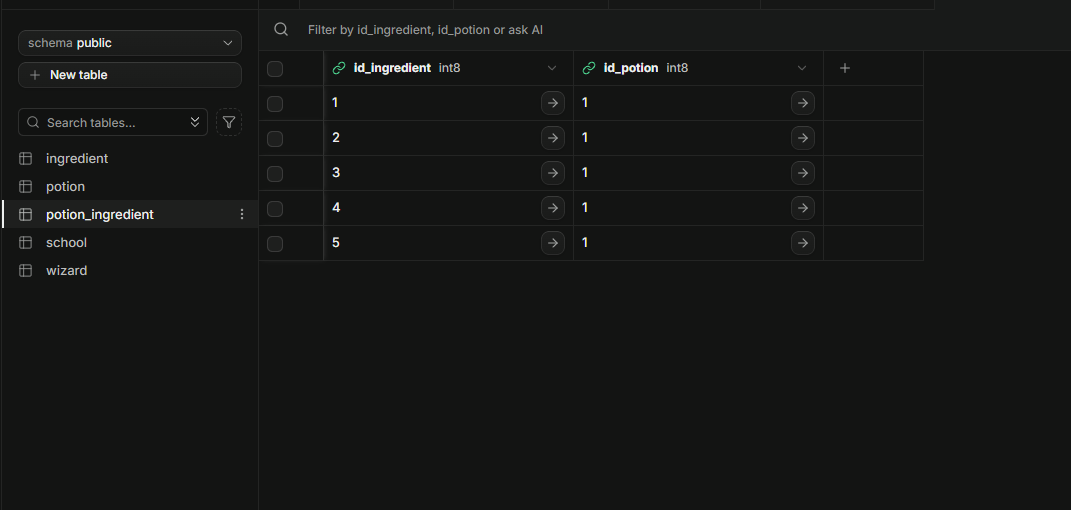 schema public
New table
Search tables...
ingredient
potion
potion_ingredient
school
wizard
Filter by id_ingredient, id_potion or ask AI
id_ingredient int8 id_potion int8
1 1
2 1
3 1
4 1
5 1